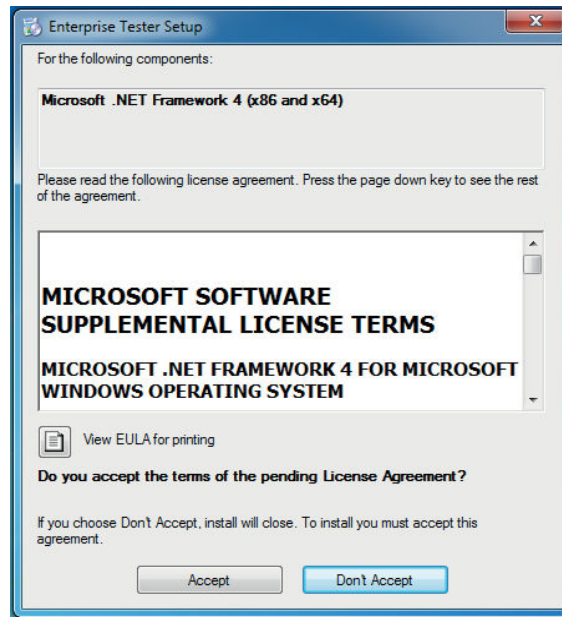 Enterprise Tester Setup
For the following components:
Microsoft .NET Framework 4 (x86 and x64)
Please read the following license agreement. Press the page down key to see the rest
of the agreement.
MICROSOFT SOFTWARE
SUPPLEMENTAL LICENSE TERMS
MICROSOFT .NET FRAMEWORK 4 FOR MICROSOFT
WINDOWS OPERATING SYSTEM
View EULA for printing
Do you accept the terms of the pending License Agreement?
If you choose Don't Accept, install will close. To install you must accept this
agreement.
Accept
Don't Accept